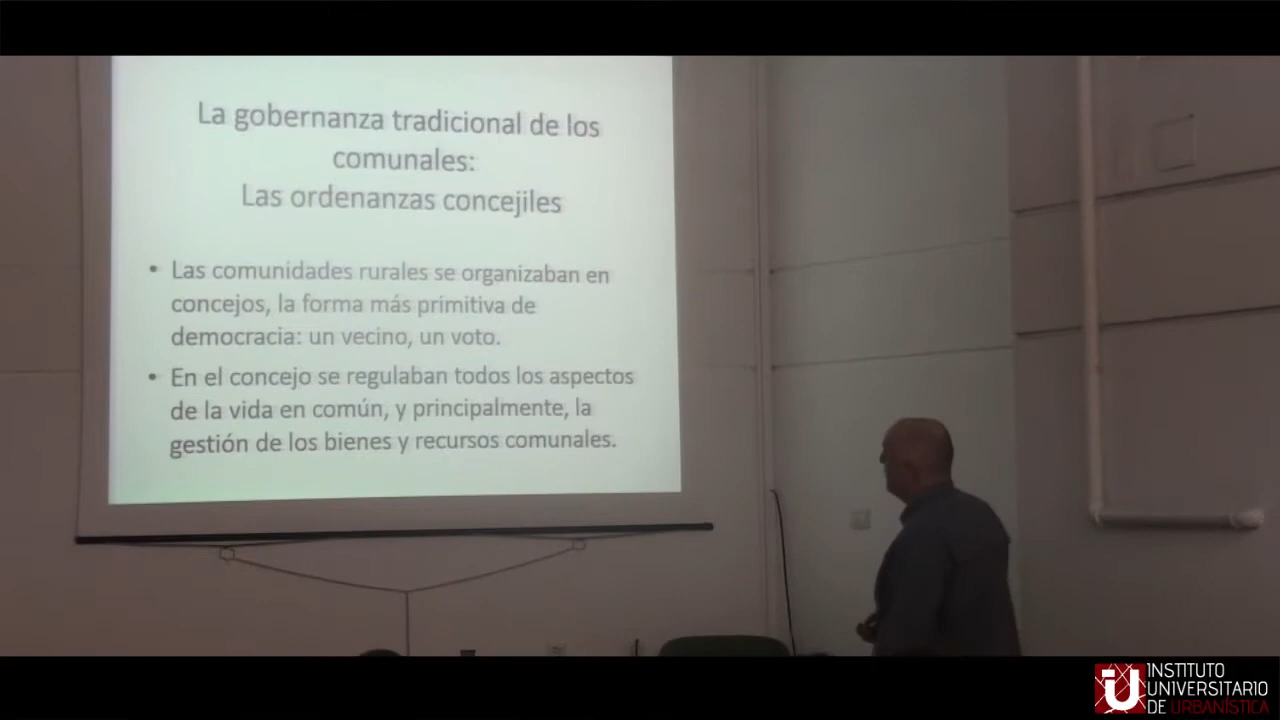 La gobernanza tradicional de los
comunales:
Las ordenanzas concejiles
• Las comunidades rurales se organizaban en
concejos, la forma más primitiva de
democracia: un vecino, un voto.
• En el concejo se regulaban todos los aspectos
de la vida en común, y principalmente, la
gestión de los bienes y recursos comunales.
INSTITUTO
UNIVERSITARIO
DE URBANÍSTICA